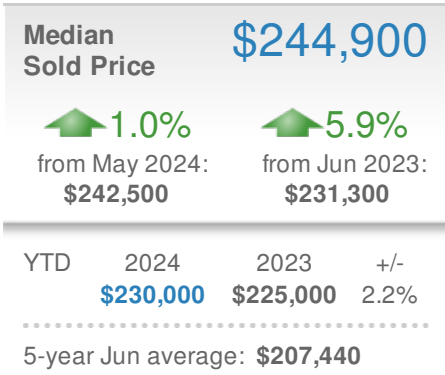 Median $244,900
Sold Price
1.0% 5.9%
from May 2024: from Jun 2023:
$242,500 $231,300
YTD 2024 2023 +/-
$230,000 $225,000 2.2%
5-year Jun average: $207,440